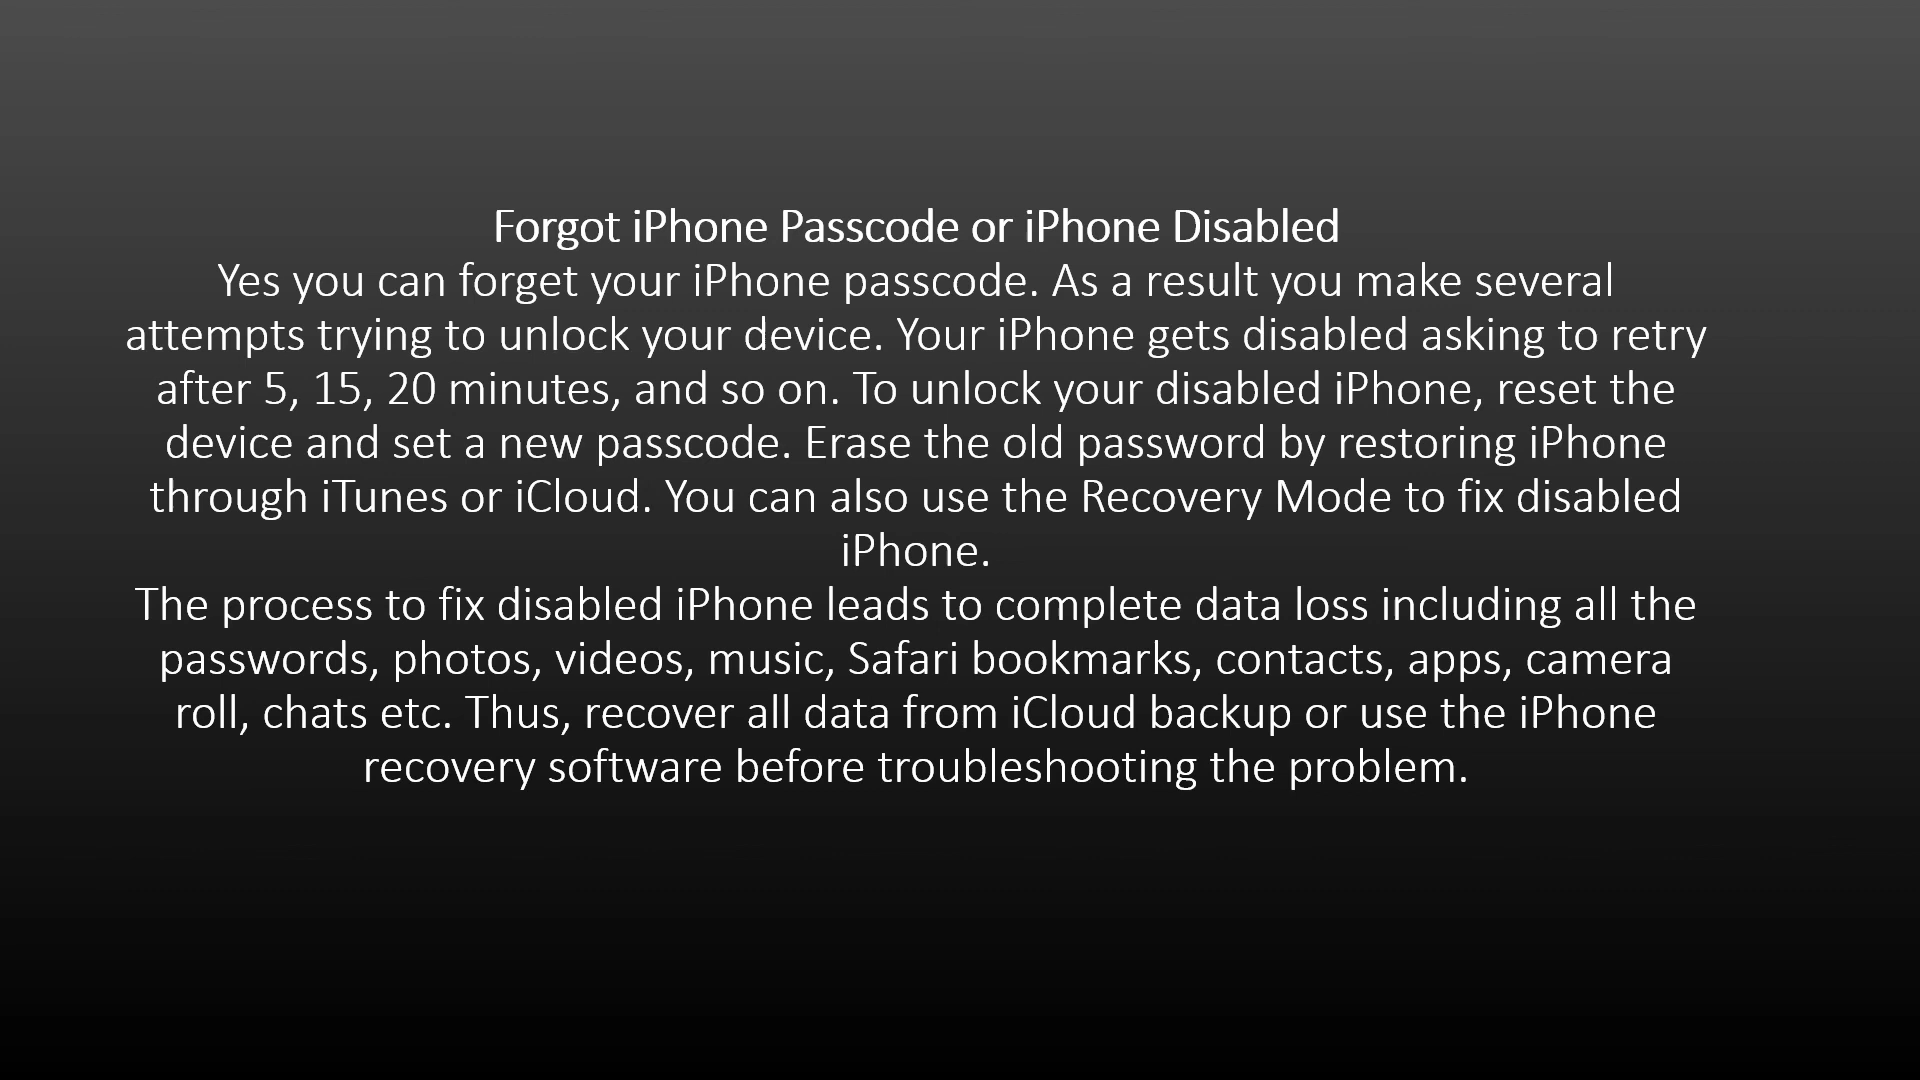 Forgot iPhone Passcode or iPhone Disabled
Yes you can forget your iPhone passcode. As a result you make several
attempts trying to unlock your device. Your iPhone gets disabled asking to retry
after 5, 15, 20 minutes, and so on. To unlock your disabled iPhone, reset the
device and set a new passcode. Erase the old password by restoring iPhone
through iTunes or iCloud. You can also use the Recovery Mode to fix disabled
iPhone.
The process to fix disabled iPhone leads to complete data loss including all the
passwords, photos, videos, music, Safari bookmarks, contacts, apps, camera
roll, chats etc. Thus, recover all data from iCloud backup or use the iPhone
recovery software before troubleshooting the problem.